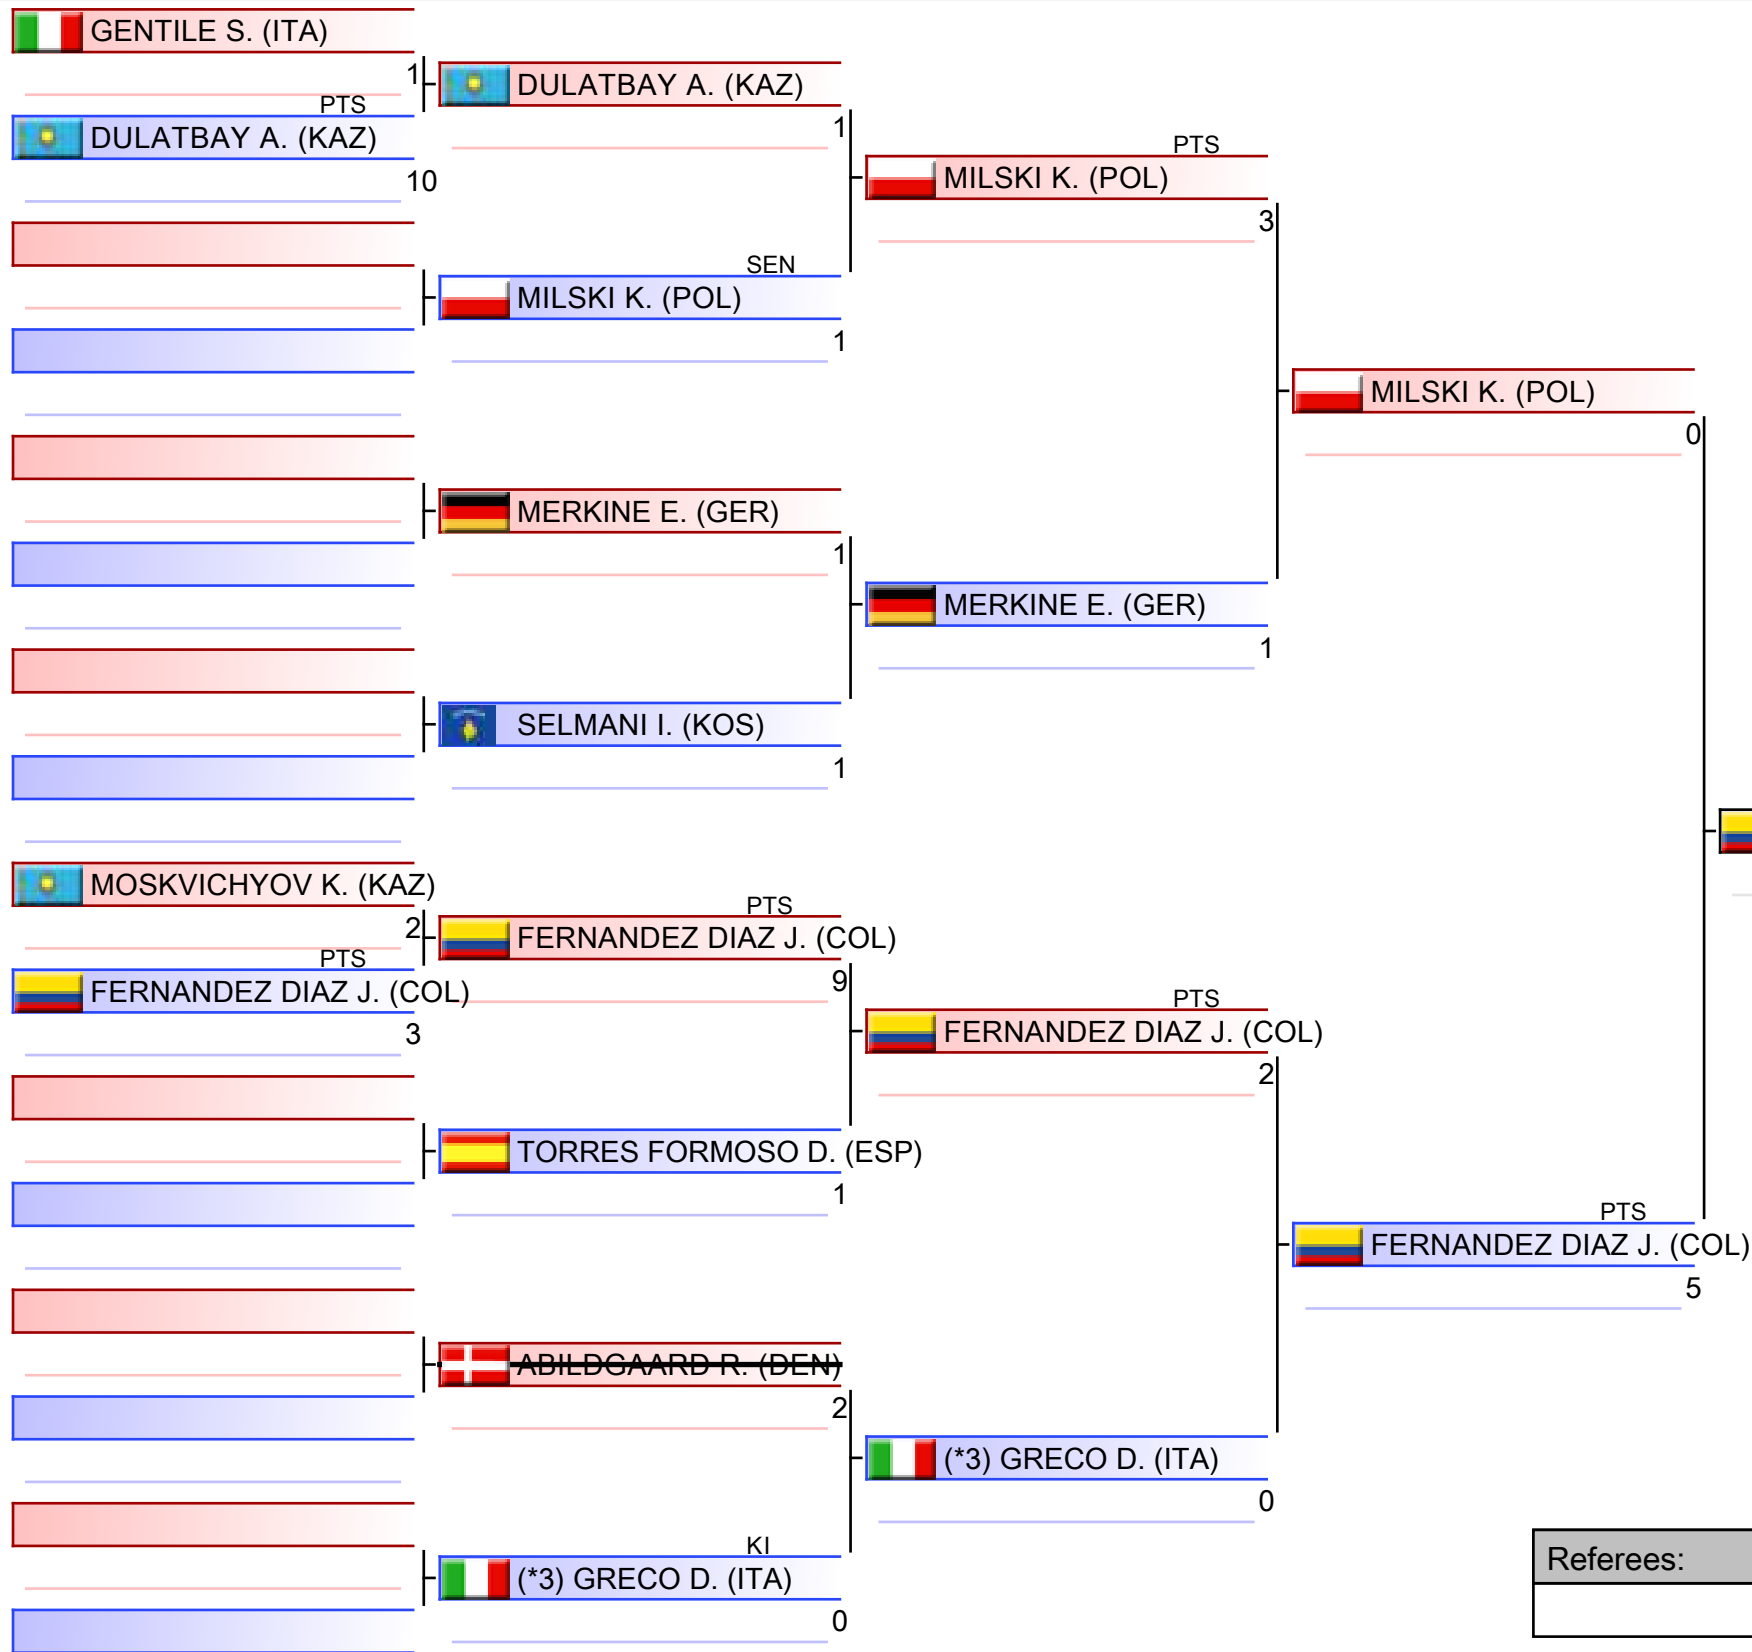 GENTILE S. (ITA)
1
PTS
DULATBAY A. (KAZ)
10
MOSKVICHYOV K. (KAZ)
2
PTS
FERNANDEZ DIAZ J. (COL)
3
DULATBAY A. (KAZ)
1
SEN
MILSKI K. (POL)
1
MERKINE E. (GER)
1
SELMANI I. (KOS)
1
PTS
FERNANDEZ DIAZ J. (COL)
9
TORRES FORMOSO D. (ESP)
1
ABILDGAARD R. (DEN)
2
KI
(*3) GRECO D. (ITA)
0
PTS
MILSKI K. (POL)
3
MERKINE E. (GER)
1
PTS
FERNANDEZ DIAZ J. (COL)
2
(*3) GRECO D. (ITA)
0
MILSKI K. (POL)
0
PTS
FERNANDEZ DIAZ J. (COL)
5
Referees: